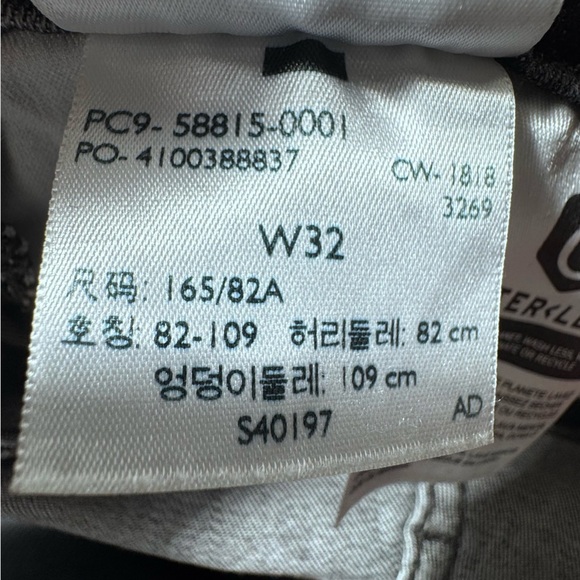 PC9- 58815-0001
PO- 4100388837
CW- 1818
3269
W32
尺码: 165/82A
호칭: 82-109 허리둘레: 82 cm
엉덩이둘레: 109 cm
S40197
AD